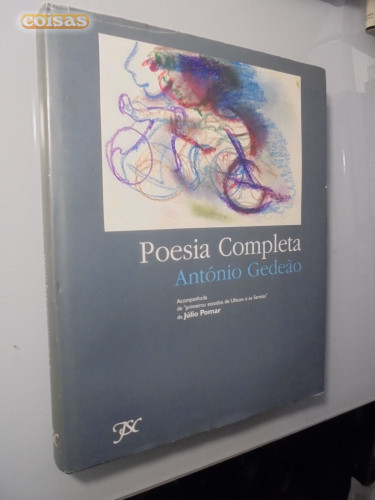 coisas
Poesia Completa
António Gedeão
Acompanhada
de "primeiros estudos de Ulisses e as Sereias"
de Júlio Pomar
JSC